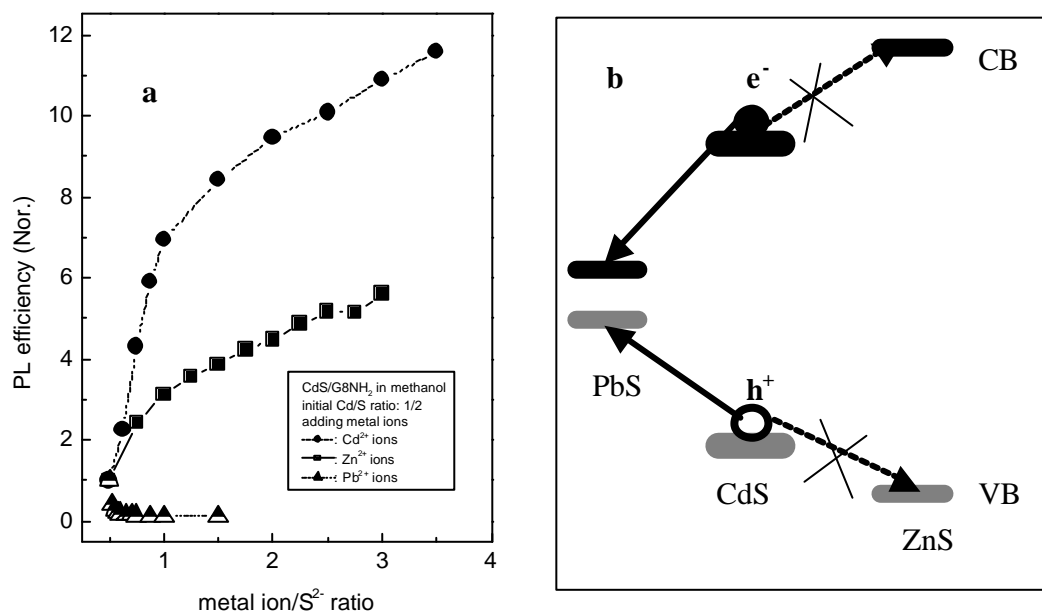 a
12
10
8
6
4
2
0
1
2
3
4
PL efficiency (Nor.)
metal ion/S²⁻ ratio
CdS/G8NH₂ in methanol
initial Cd/S ratio: 1/2
adding metal ions
: Cd²⁺ ions
: Zn²⁺ ions
: Pb²⁺ ions
b
e⁻
CB
PbS
h⁺
CdS
VB
ZnS